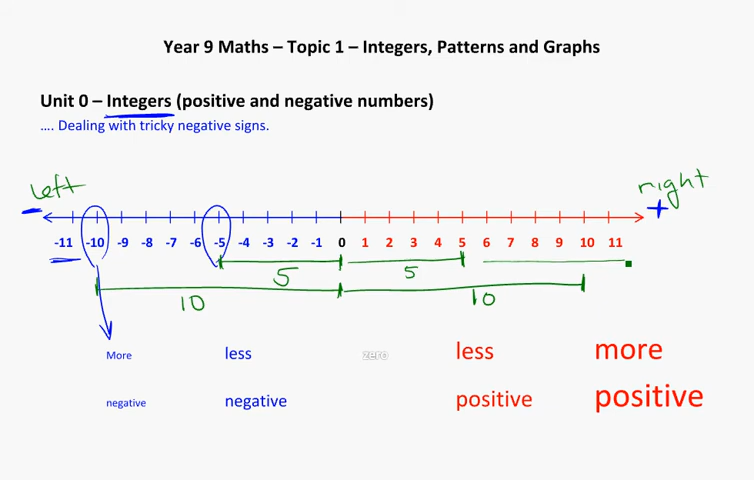 Year 9 Maths – Topic 1 – Integers, Patterns and Graphs
Unit 0 – Integers (positive and negative numbers)
.... Dealing with tricky negative signs.
left right
- +
-11 -10 -9 -8 -7 -6 -5 -4 -3 -2 -1 0 1 2 3 4 5 6 7 8 9 10 11
5 5
10 10
More less zero less more
negative negative positive positive